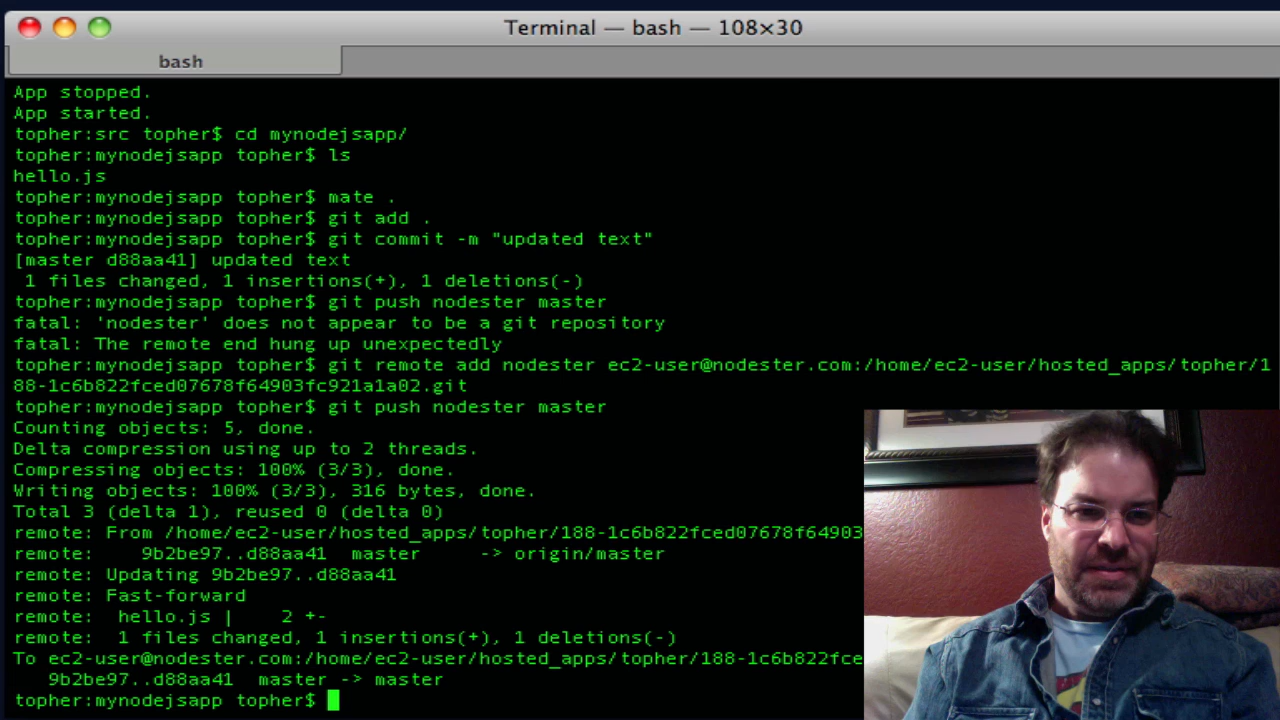 Terminal — bash — 108×30
bash
App stopped.
App started.
topher:src topher$ cd mynodejsapp/
topher:mynodejsapp topher$ ls
hello.js
topher:mynodejsapp topher$ mate .
topher:mynodejsapp topher$ git add .
topher:mynodejsapp topher$ git commit -m "updated text"
[master d88aa41] updated text
 1 files changed, 1 insertions(+), 1 deletions(-)
topher:mynodejsapp topher$ git push nodester master
fatal: 'nodester' does not appear to be a git repository
fatal: The remote end hung up unexpectedly
topher:mynodejsapp topher$ git remote add nodester ec2-user@nodester.com:/home/ec2-user/hosted_apps/topher/1
88-1c6b822fced07678f64903fc921a1a02.git
topher:mynodejsapp topher$ git push nodester master
Counting objects: 5, done.
Delta compression using up to 2 threads.
Compressing objects: 100% (3/3), done.
Writing objects: 100% (3/3), 316 bytes, done.
Total 3 (delta 1), reused 0 (delta 0)
remote: From /home/ec2-user/hosted_apps/topher/188-1c6b822fced07678f64903
remote:    9b2be97..d88aa41  master     -> origin/master
remote: Updating 9b2be97..d88aa41
remote: Fast-forward
remote:  hello.js |    2 +-
remote:  1 files changed, 1 insertions(+), 1 deletions(-)
To ec2-user@nodester.com:/home/ec2-user/hosted_apps/topher/188-1c6b822fce
   9b2be97..d88aa41  master -> master
topher:mynodejsapp topher$